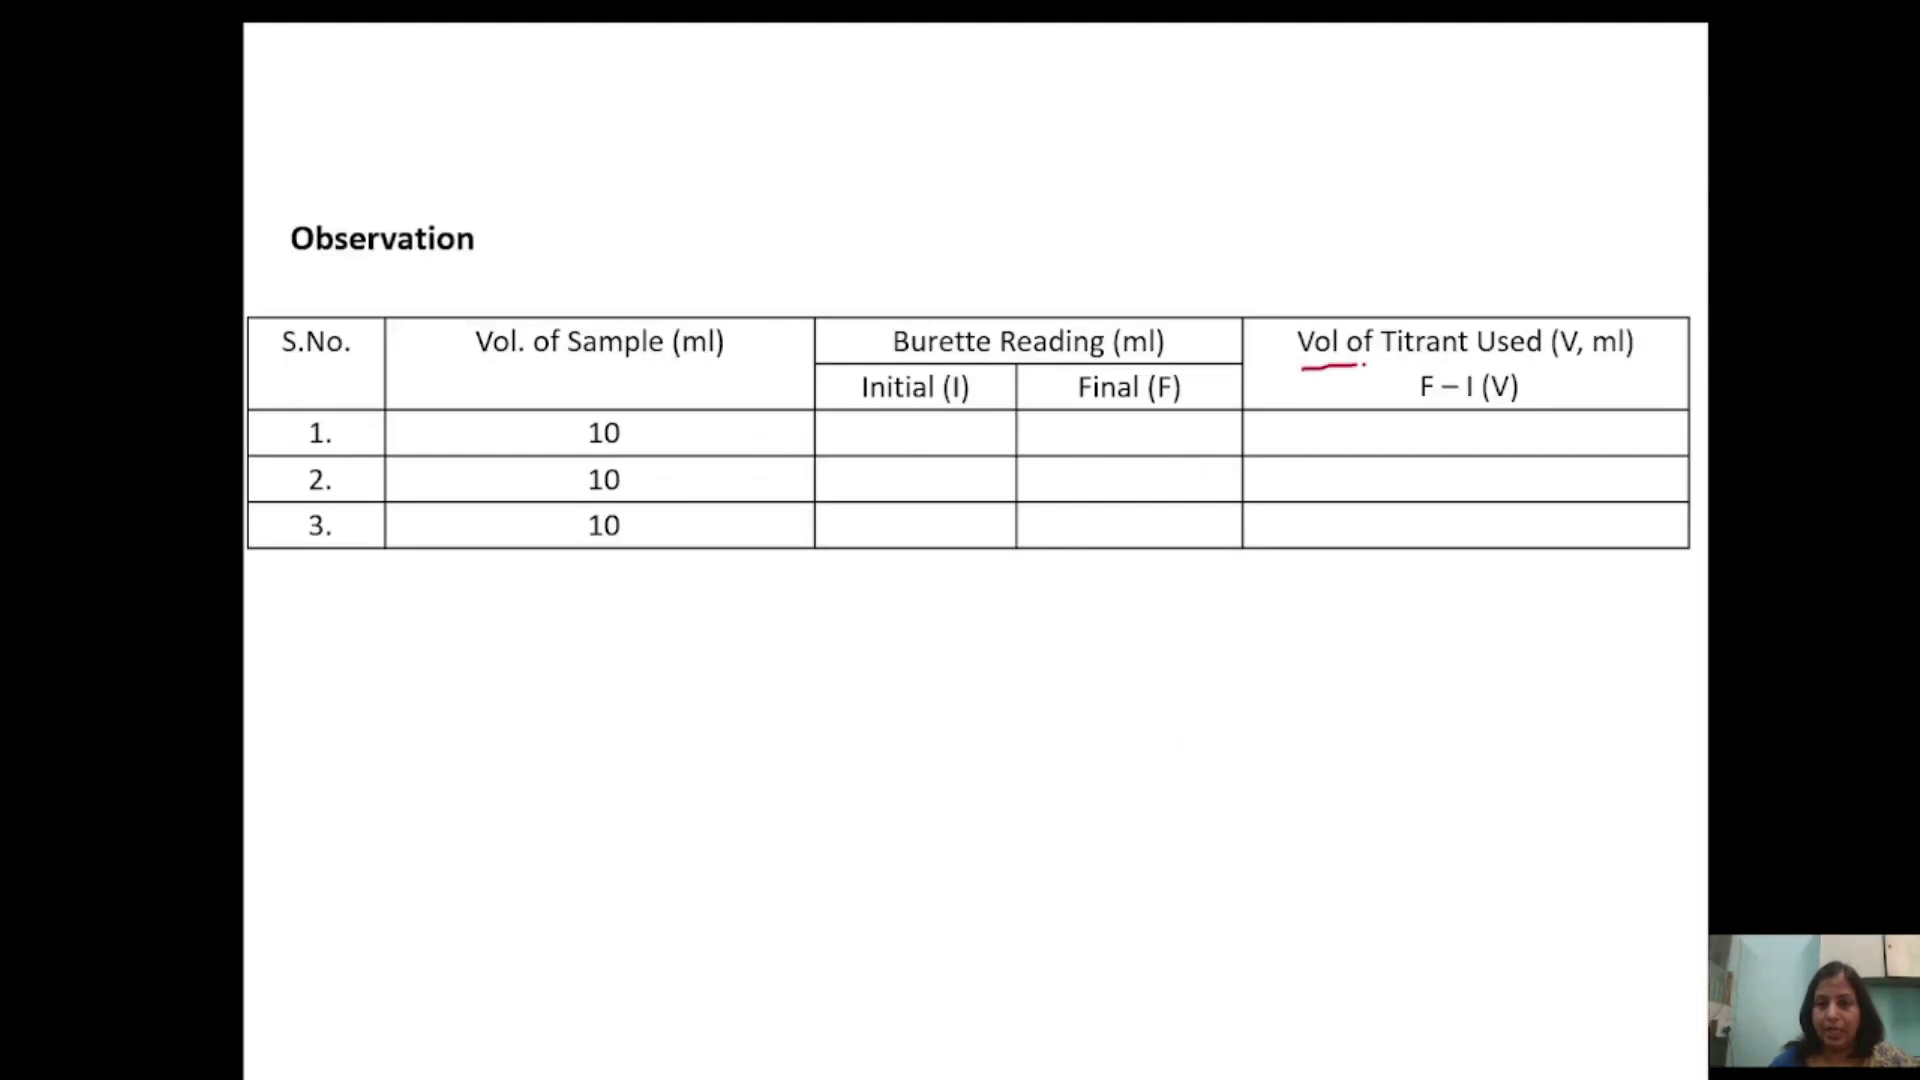 Observation
S.No. Vol. of Sample (ml) Burette Reading (ml) Vol of Titrant Used (V, ml)
Initial (I) Final (F) F – I (V)
1. 10
2. 10
3. 10